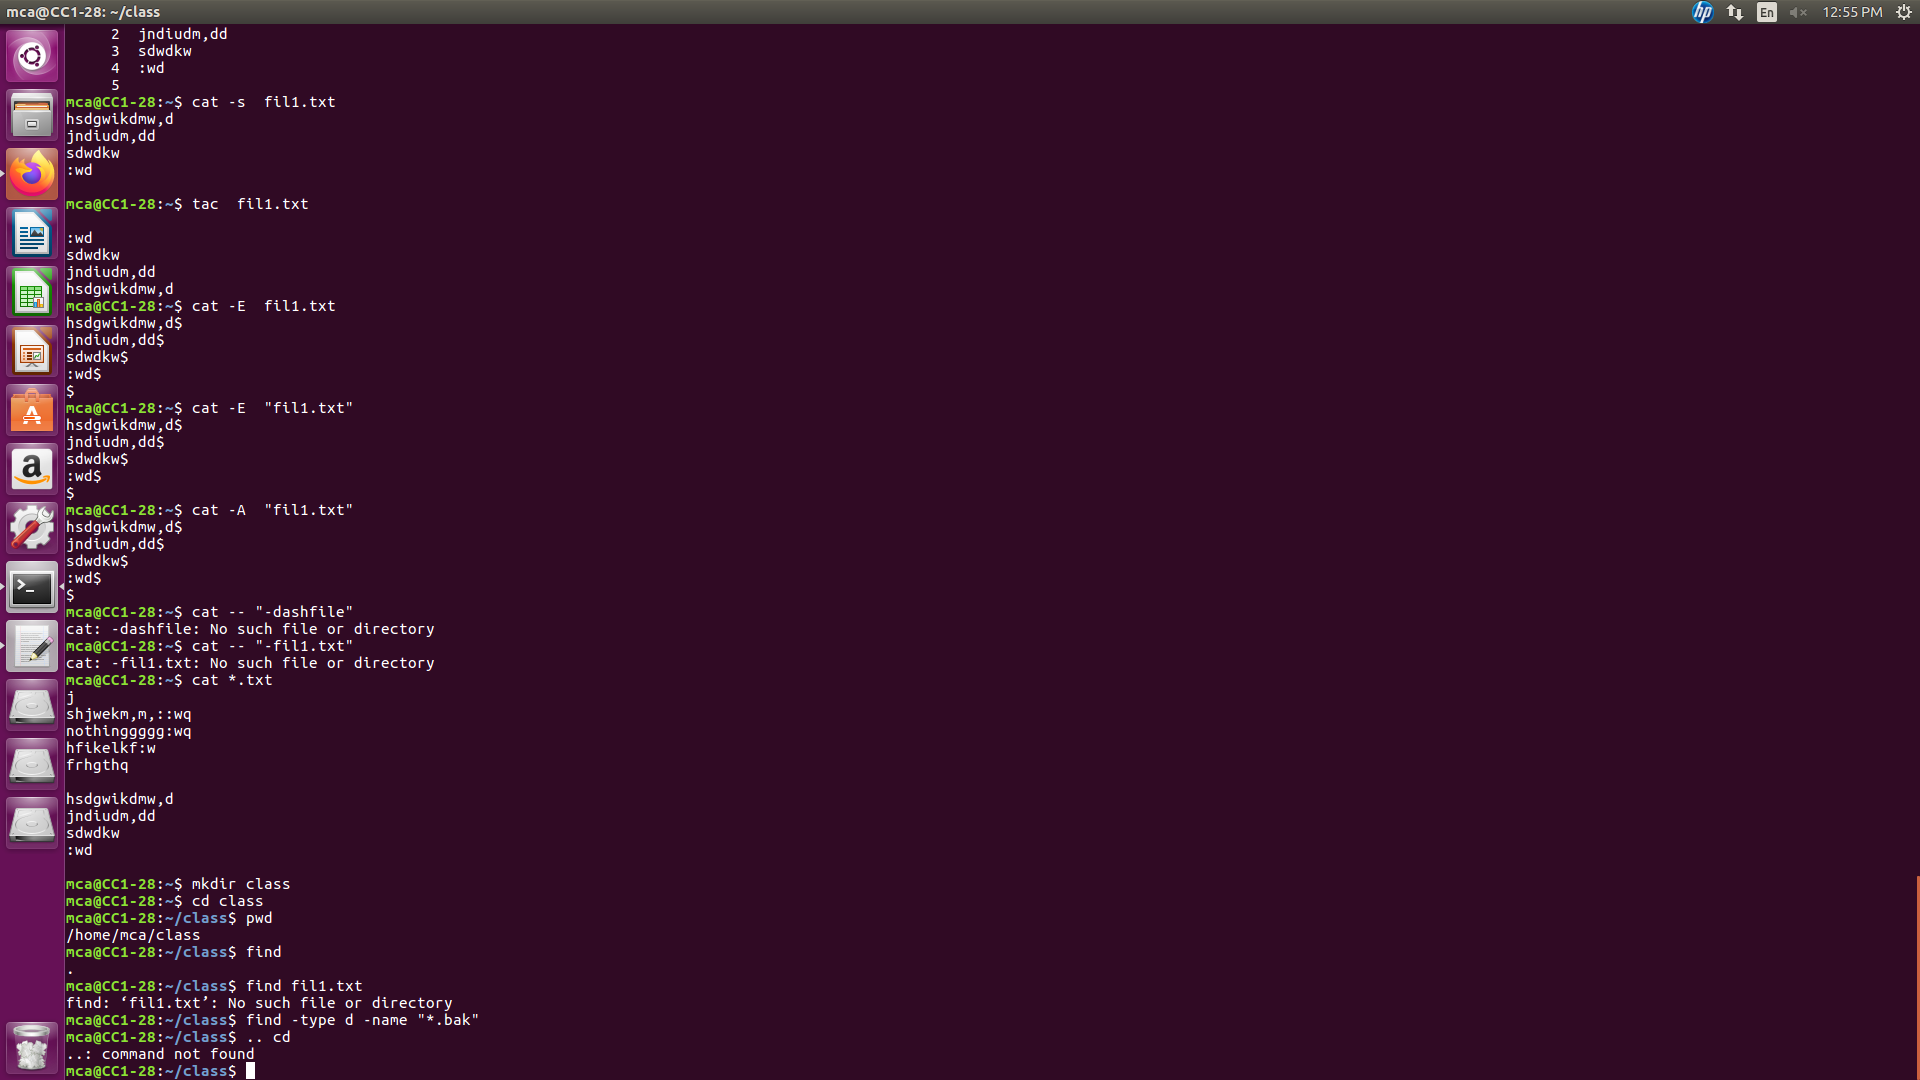 mca@CC1-28: ~/class
hp
En
12:55 PM
2  jndiudm,dd
3  sdwdkw
4  :wd
5
mca@CC1-28:~$ cat -s  fil1.txt
hsdgwikdmw,d
jndiudm,dd
sdwdkw
:wd
mca@CC1-28:~$ tac  fil1.txt
:wd
sdwdkw
jndiudm,dd
hsdgwikdmw,d
mca@CC1-28:~$ cat -E  fil1.txt
hsdgwikdmw,d$
jndiudm,dd$
sdwdkw$
:wd$
$
mca@CC1-28:~$ cat -E  "fil1.txt"
hsdgwikdmw,d$
jndiudm,dd$
sdwdkw$
:wd$
$
mca@CC1-28:~$ cat -A  "fil1.txt"
hsdgwikdmw,d$
jndiudm,dd$
sdwdkw$
:wd$
$
mca@CC1-28:~$ cat -- "-dashfile"
cat: -dashfile: No such file or directory
mca@CC1-28:~$ cat -- "-fil1.txt"
cat: -fil1.txt: No such file or directory
mca@CC1-28:~$ cat *.txt
j
shjwekm,m,::wq
nothinggggg:wq
hfikelkf:w
frhgthq
hsdgwikdmw,d
jndiudm,dd
sdwdkw
:wd
mca@CC1-28:~$ mkdir class
mca@CC1-28:~$ cd class
mca@CC1-28:~/class$ pwd
/home/mca/class
mca@CC1-28:~/class$ find
.
mca@CC1-28:~/class$ find fil1.txt
find: ‘fil1.txt’: No such file or directory
mca@CC1-28:~/class$ find -type d -name "*.bak"
mca@CC1-28:~/class$ .. cd
..: command not found
mca@CC1-28:~/class$